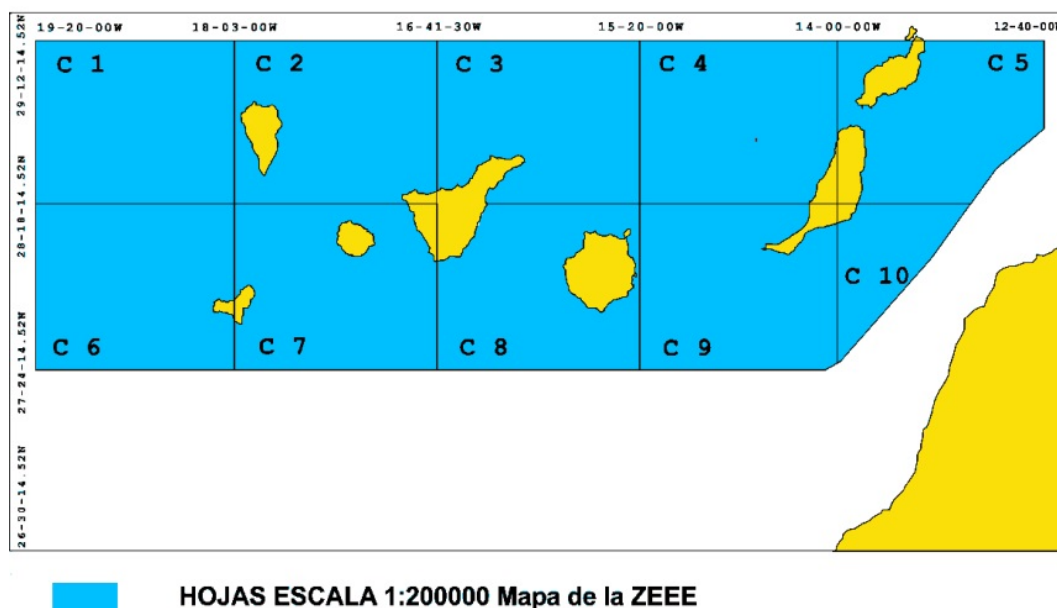 19-20-00W 18-03-00W 16-41-30W 15-20-00W 14-00-00W 12-40-00W
29-12-14.52N
C 1 C 2 C 3 C 4 C 5
28-18-14.52N
C 10
C 6 C 7 C 8 C 9
27-24-14.52N
26-30-14.52N
HOJAS ESCALA 1:200000 Mapa de la ZEEE